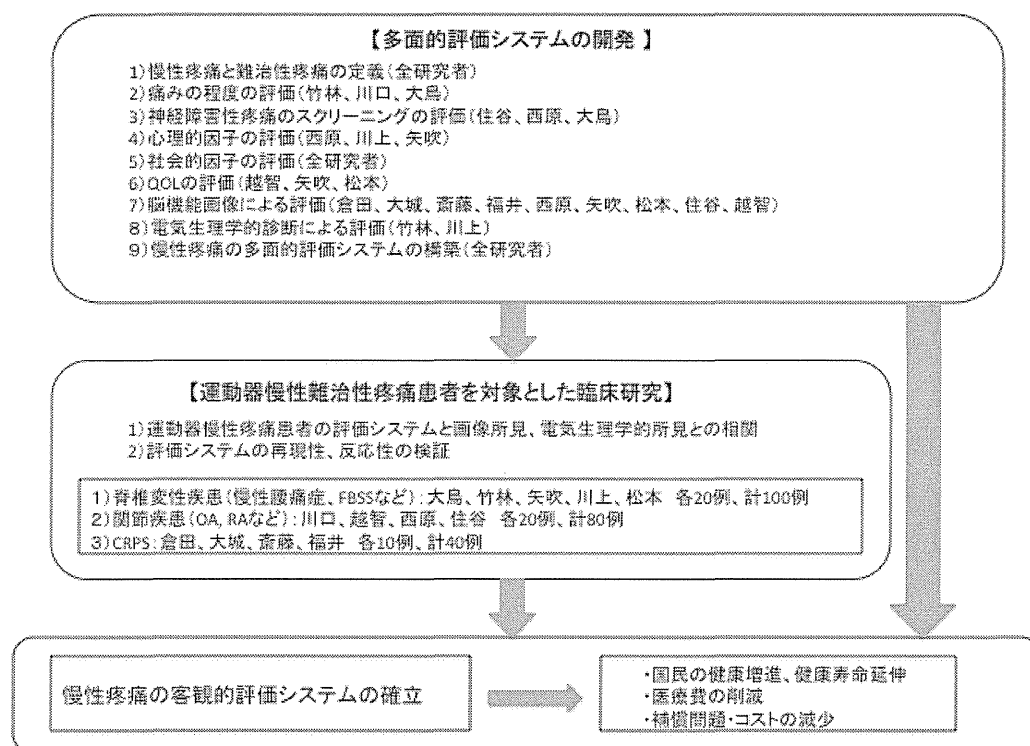 【多面的評価システムの開発 】
1)慢性疼痛と難治性疼痛の定義(全研究者)
2)痛みの程度の評価(竹林、川口、大鳥)
3)神経障害性疼痛のスクリーニングの評価(住谷、西原、大鳥)
4)心理的因子の評価(西原、川上、矢吹)
5)社会的因子の評価(全研究者)
6)QOLの評価(越智、矢吹、松本)
7)脳機能画像による評価(倉田、大城、斎藤、福井、西原、矢吹、松本、住谷、越智)
8)電気生理学的診断による評価(竹林、川上)
9)慢性疼痛の多面的評価システムの構築(全研究者)
【運動器慢性難治性疼痛患者を対象とした臨床研究】
1)運動器慢性疼痛患者の評価システムと画像所見、電気生理学的所見との相関
2)評価システムの再現性、反応性の検証
1)脊椎変性疾患(慢性腰痛症、FBSSなど):大鳥、竹林、矢吹、川上、松本 各20例、計100例
2)関節疾患(OA, RAなど):川口、越智、西原、住谷 各20例、計80例
3)CRPS:倉田、大城、斎藤、福井 各10例、計40例
慢性疼痛の客観的評価システムの確立
・国民の健康増進、健康寿命延伸
・医療費の削減
・補償問題・コストの減少